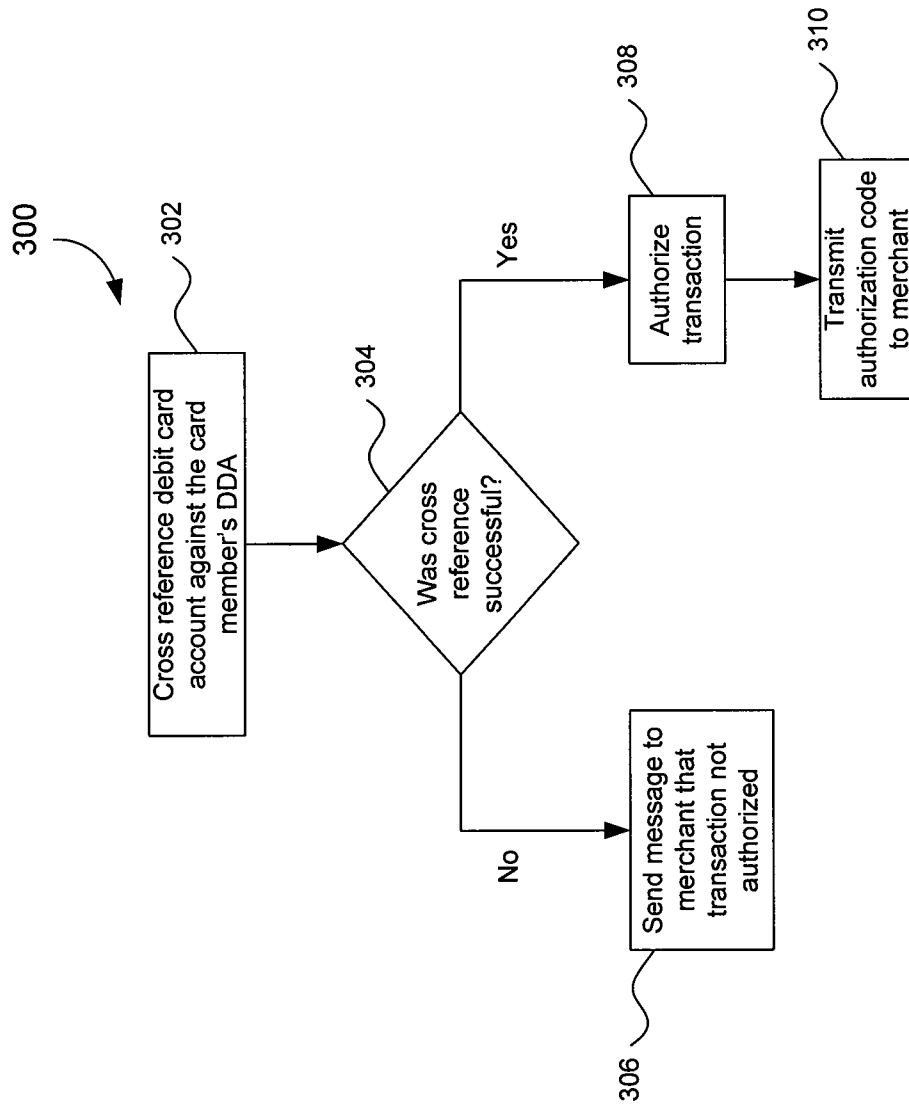 300
302
Cross reference debit card
account against the card
member's DDA
304
Was cross
reference
successful?
No
Yes
306
Send message to
merchant that
transaction not
authorized
308
Authorize
transaction
310
Transmit
authorization code
to merchant